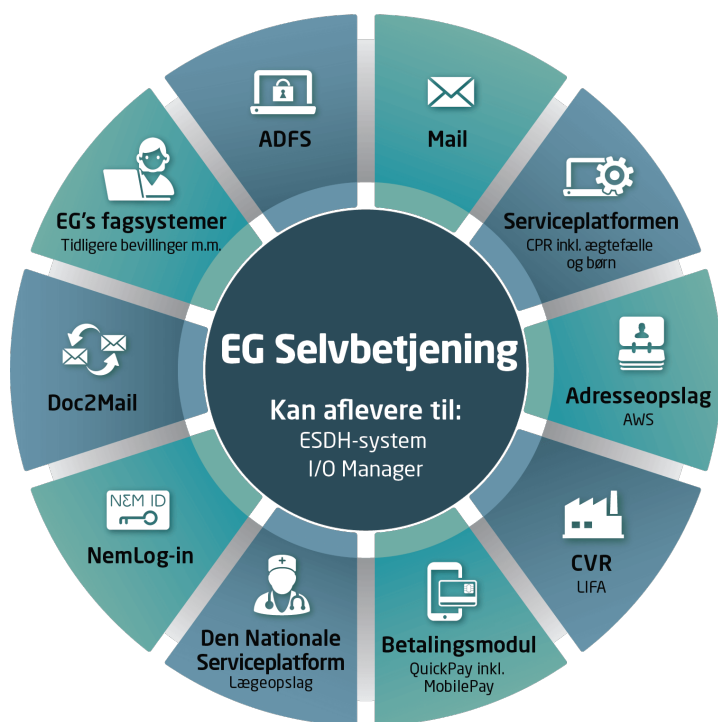 ADFS
Mail
Serviceplatformen
CPR inkl. ægtefælle
og børn
Adresseopslag
AWS
CVR
LIFA
Betalingsmodul
QuickPay inkl.
MobilePay
Den Nationale
Serviceplatform
Lægeopslag
NEM ID
NemLog-in
Doc2Mail
EG's fagsystemer
Tidligere bevillinger m.m.
EG Selvbetjening
Kan aflevere til:
ESDH-system
I/O Manager